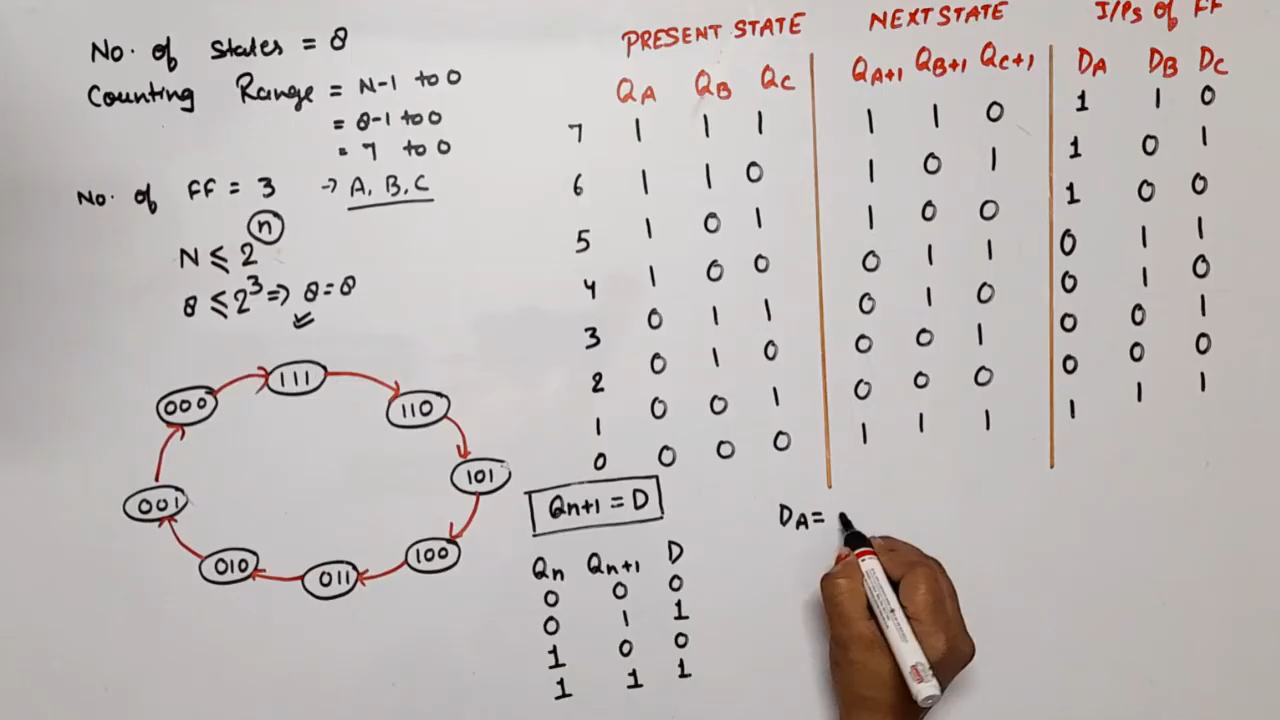 No. of states = 8
Counting Range = N-1 to 0
= 8-1 to 0
= 7 to 0
No. of FF = 3 → A, B, C
N ≤ 2^n
8 ≤ 2^3 ⇒ 8 = 8
000 111 110 101 100 011 010 001
PRESENT STATE NEXT STATE I/Ps of FF
QA QB QC QA+1 QB+1 QC+1 DA DB DC
7 1 1 1 1 1 0 1 1 0
6 1 1 0 1 0 1 1 0 1
5 1 0 1 1 0 0 1 0 0
4 1 0 0 0 1 1 0 1 1
3 0 1 1 0 1 0 0 1 0
2 0 1 0 0 0 1 0 0 1
1 0 0 1 0 0 0 0 0 0
0 0 0 0 1 1 1 1 1 1
Qn+1 = D
Qn Qn+1 D
0 0 0
0 1 1
1 0 0
1 1 1
DA =